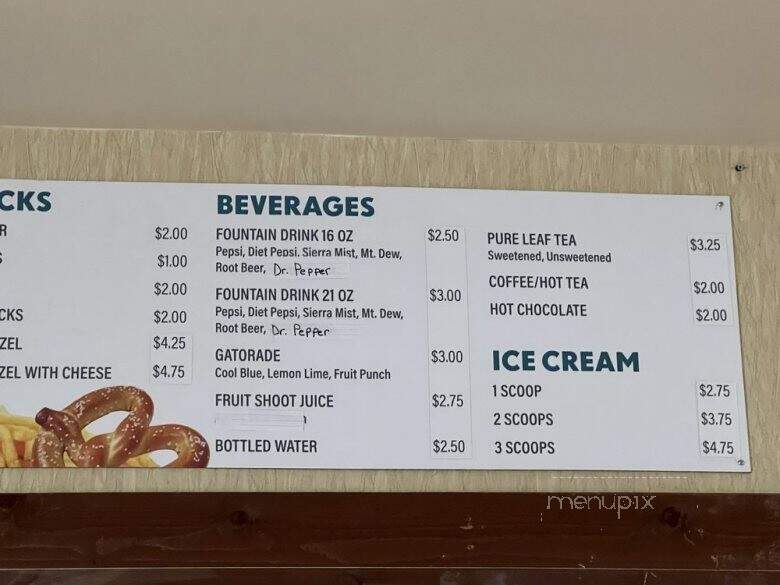 CKS
R $2.00
S $1.00
$2.00
CKS $2.00
ZEL $4.25
ZEL WITH CHEESE $4.75
BEVERAGES
FOUNTAIN DRINK 16 OZ $2.50
Pepsi, Diet Pepsi. Sierra Mist, Mt. Dew,
Root Beer, Dr. Pepper
FOUNTAIN DRINK 21 OZ $3.00
Pepsi, Diet Pepsi, Sierra Mist, Mt. Dew,
Root Beer, Dr. Pepper
GATORADE $3.00
Cool Blue, Lemon Lime, Fruit Punch
FRUIT SHOOT JUICE $2.75
BOTTLED WATER $2.50
PURE LEAF TEA $3.25
Sweetened, Unsweetened
COFFEE/HOT TEA $2.00
HOT CHOCOLATE $2.00
ICE CREAM
1 SCOOP $2.75
2 SCOOPS $3.75
3 SCOOPS $4.75
menupix